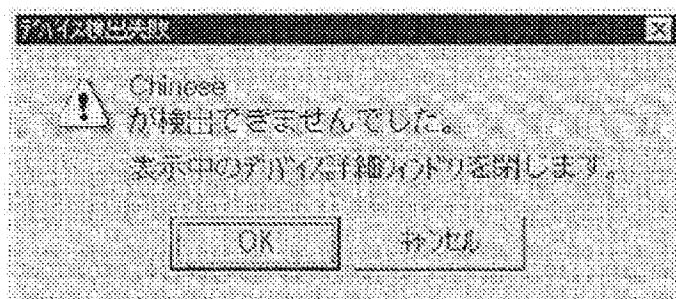 デバイス検出失敗
Chinese
が検出できませんでした。
表示中のデバイス詳細ウィンドウを閉じます。
OK
キャンセル